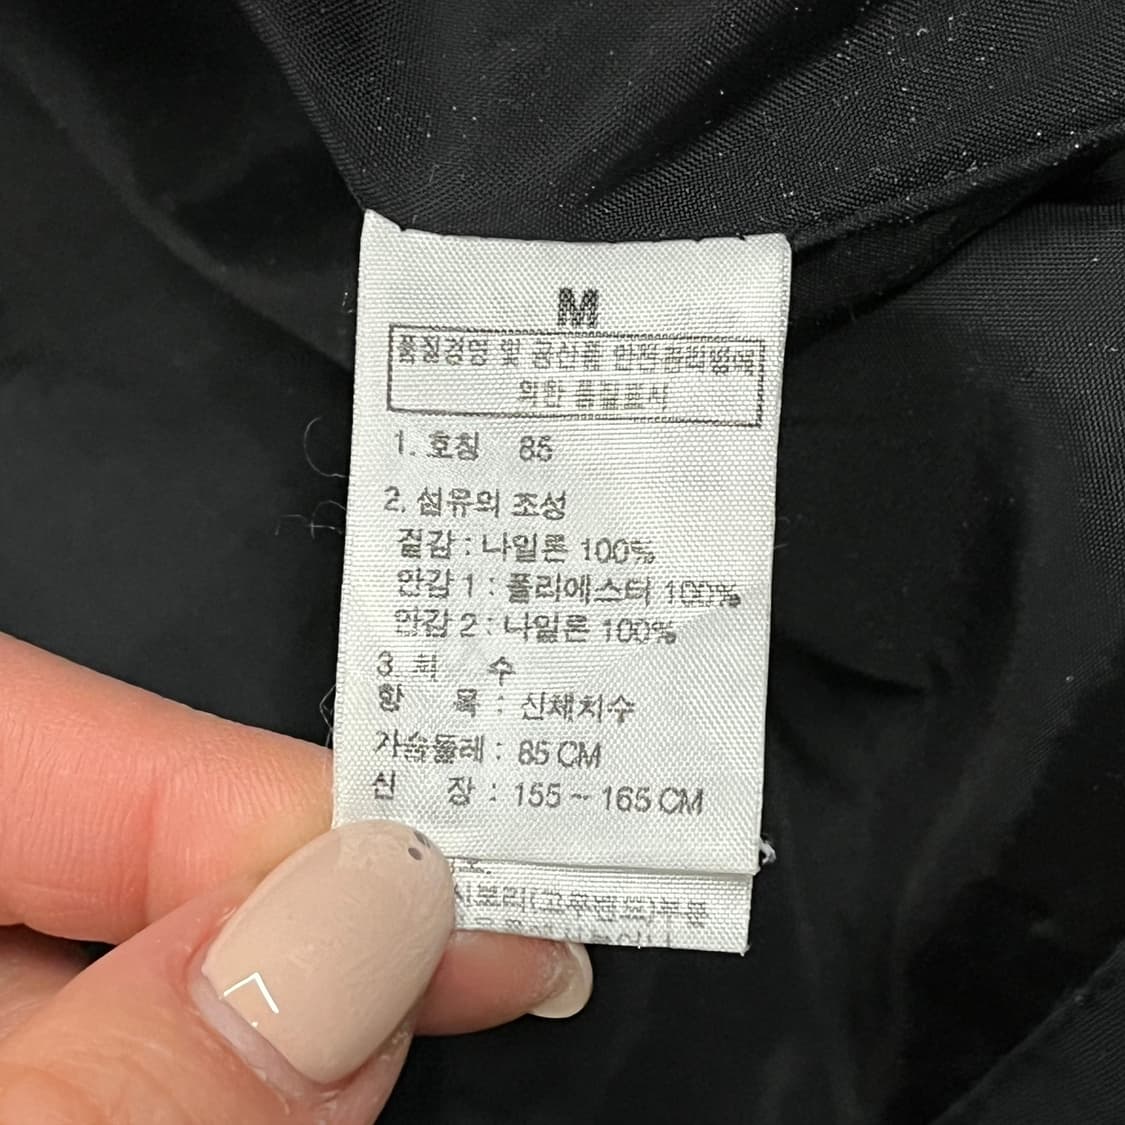 M
품질경영 및 공산품 안전관리법에
의한 품질표시
1. 호칭 85
2. 섬유의 조성
겉감 : 나일론 100%
안감 1 : 폴리에스터 100%
안감 2 : 나일론 100%
3. 치 수
항 목 : 신체치수
가슴둘레 : 85 CM
신 장 : 155 ~ 165 CM